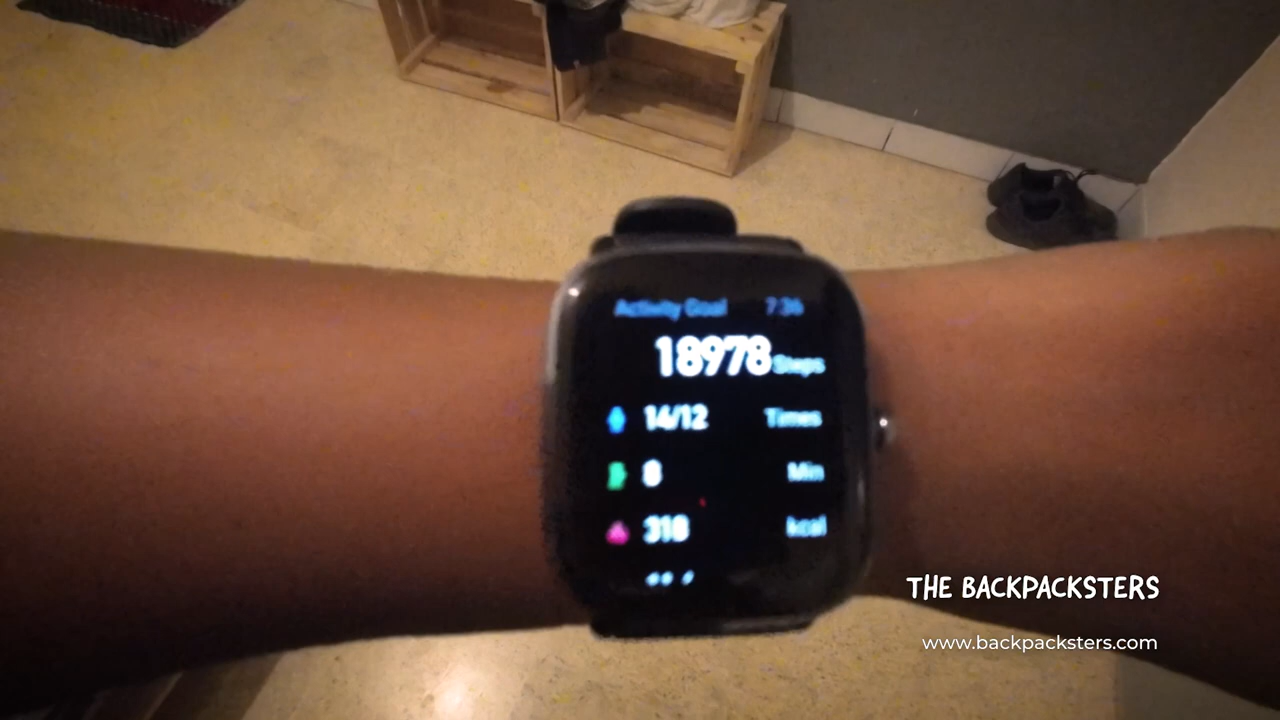 Activity Goal 7:36
18978 Steps
14/12 Times
8 Min
318 kcal
THE BACKPACKSTERS
www.backpacksters.com